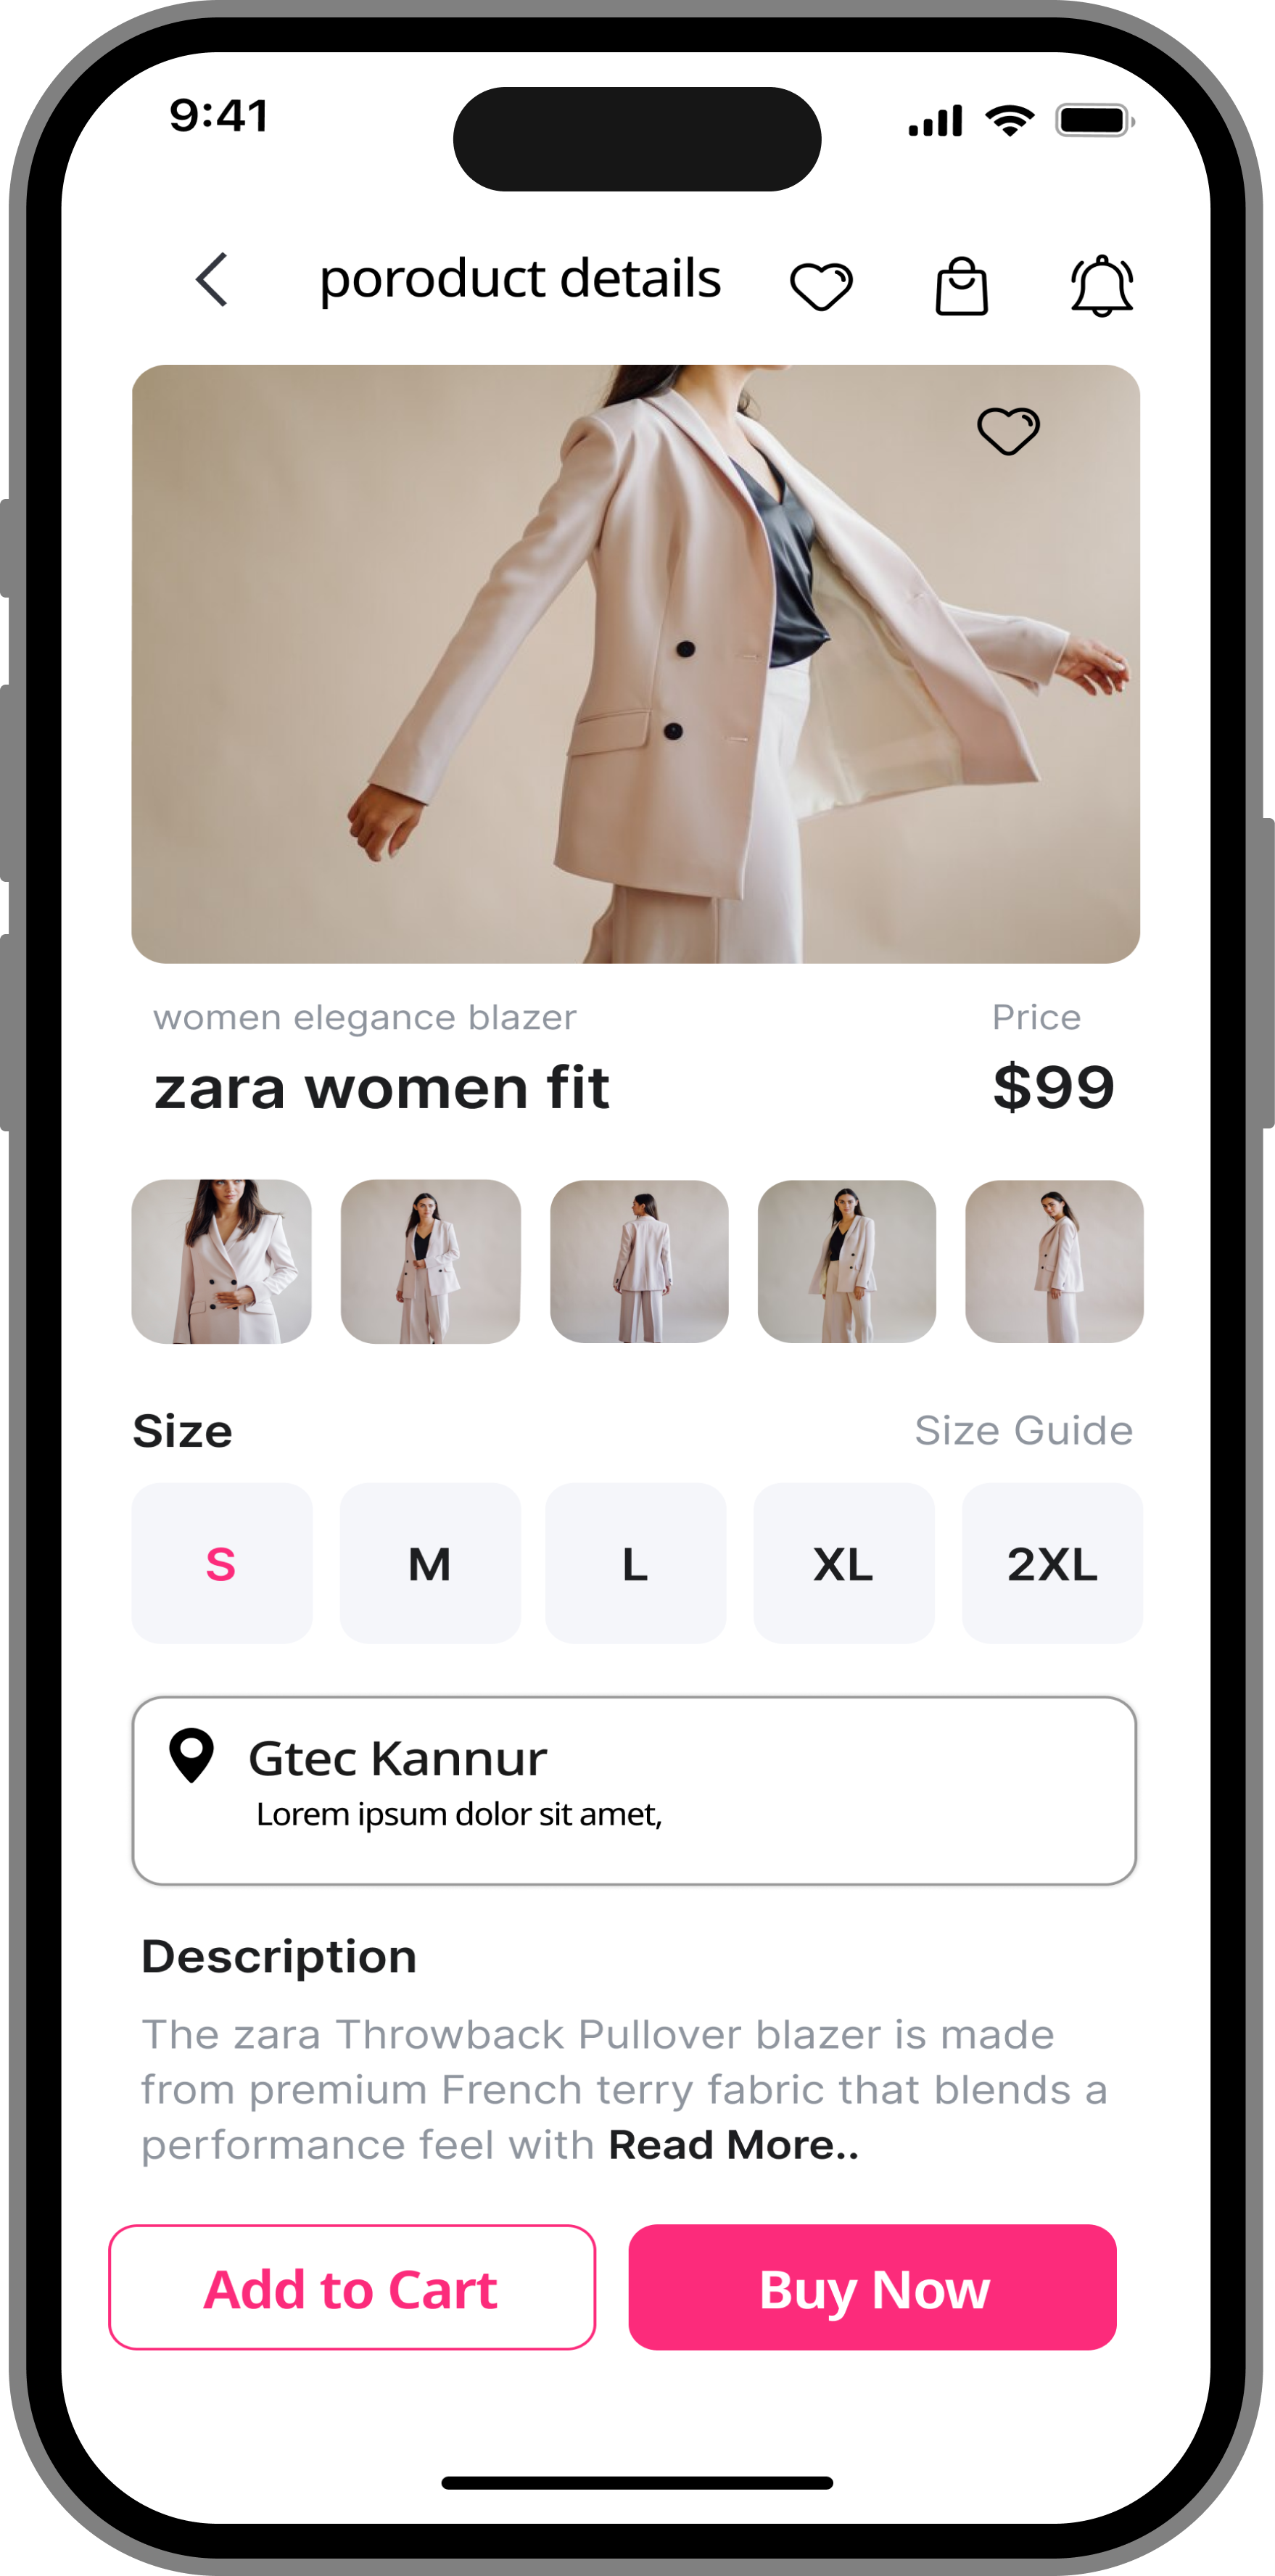 9:41
poroduct details
women elegance blazer
Price
zara women fit
$99
Size
Size Guide
S
M
L
XL
2XL
Gtec Kannur
Lorem ipsum dolor sit amet,
Description
The zara Throwback Pullover blazer is made
from premium French terry fabric that blends a
performance feel with Read More..
Add to Cart
Buy Now